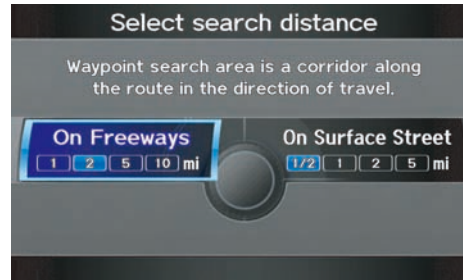 Select search distance
Waypoint search area is a corridor along
the route in the direction of travel.
On Freeways
1 2 5 10 mi
On Surface Street
1/2 1 2 5 mi